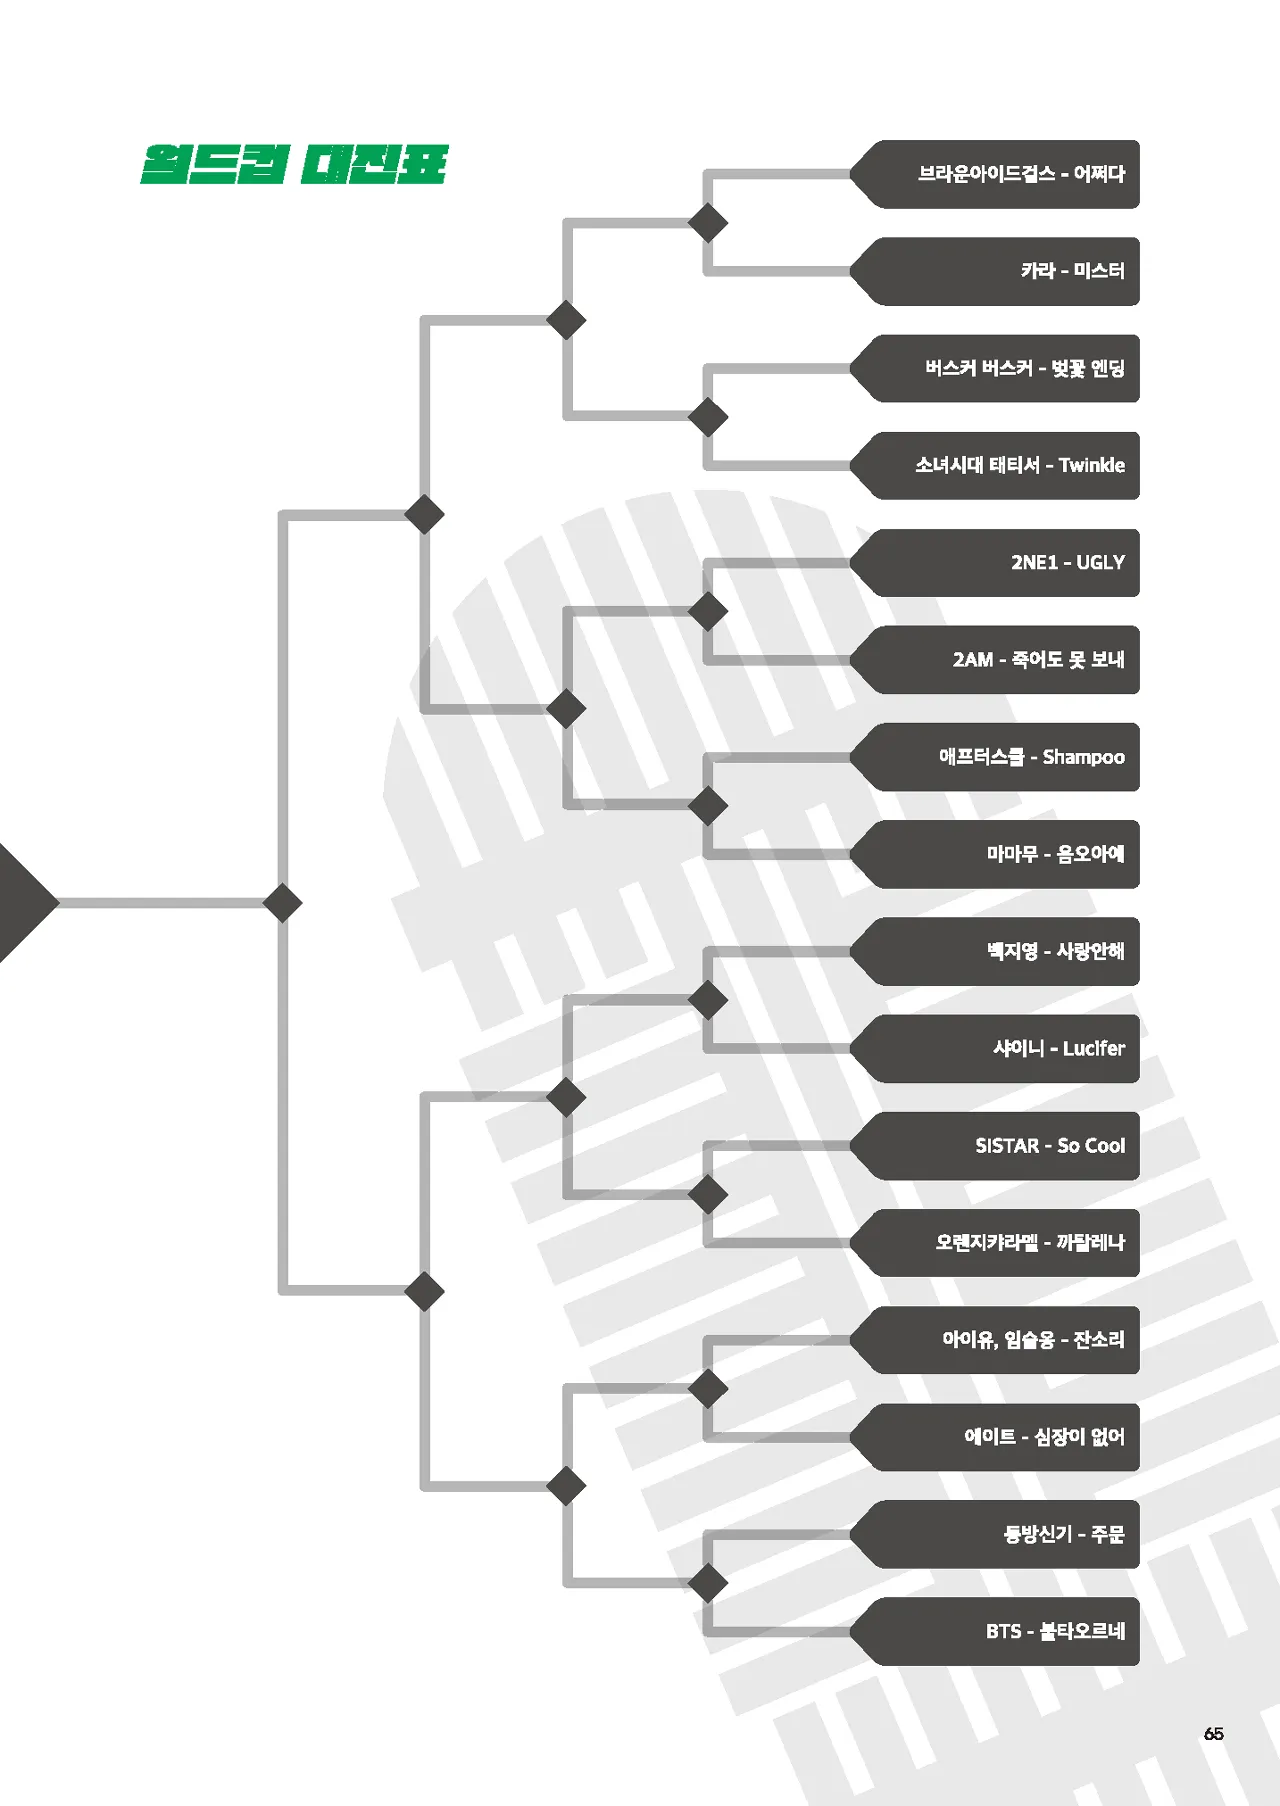 월드컵 대진표
브라운아이드걸스 - 어쩌다
카라 - 미스터
버스커 버스커 - 벚꽃 엔딩
소녀시대 태티서 - Twinkle
2NE1 - UGLY
2AM - 죽어도 못 보내
애프터스쿨 - Shampoo
마마무 - 음오아예
백지영 - 사랑안해
샤이니 - Lucifer
SISTAR - So Cool
오렌지캬라멜 - 까탈레나
아이유, 임슬옹 - 잔소리
에이트 - 심장이 없어
동방신기 - 주문
BTS - 불타오르네
65